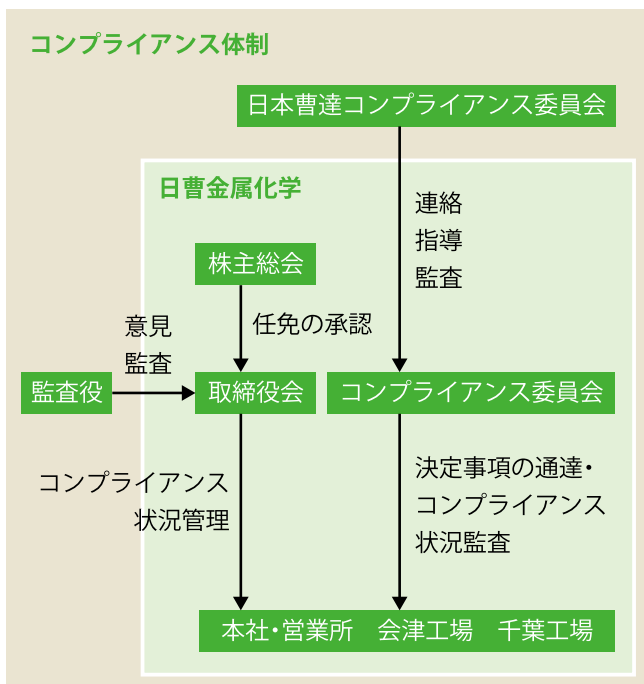 コンプライアンス体制
日本曹達コンプライアンス委員会
日曹金属化学
連絡
指導
監査
株主総会
任免の承認
意見
監査
監査役
取締役会
コンプライアンス委員会
コンプライアンス
状況管理
決定事項の通達・
コンプライアンス
状況監査
本社・営業所 会津工場 千葉工場